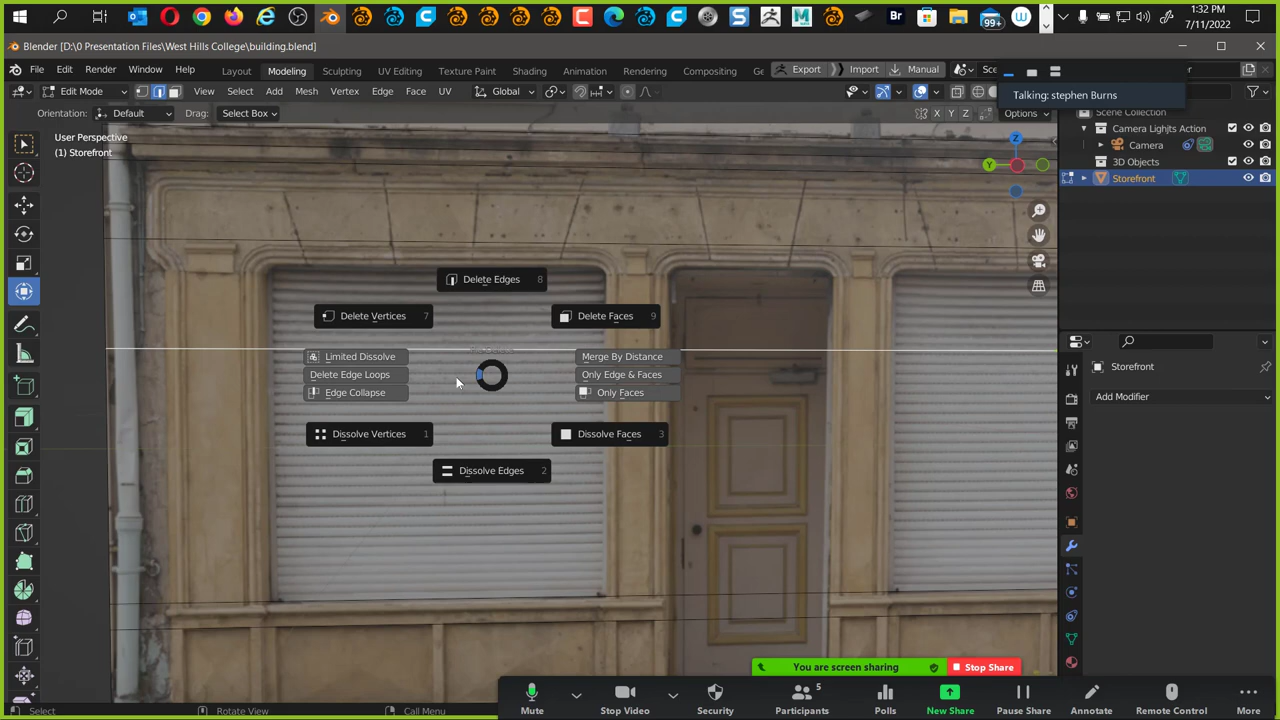 99+
1:32 PM
7/11/2022
Blender [D:\0 Presentation Files\West Hills College\building.blend]
File Edit Render Window Help
Layout Modeling Sculpting UV Editing Texture Paint Shading Animation Rendering Compositing Ge
Export Import Manual Sce
Talking: stephen Burns
Edit Mode View Select Add Mesh Vertex Edge Face UV Global
Orientation: Default Drag: Select Box X Y Z Options
User Perspective
(1) Storefront
Z
Y
Scene Collection
Camera Lights Action
Camera
3D Objects
Storefront
Delete Edges 8
Delete Vertices 7
Delete Faces 9
Limited Dissolve
Delete Edge Loops
Edge Collapse
Merge By Distance
Only Edge & Faces
Only Faces
Dissolve Vertices 1
Dissolve Faces 3
Dissolve Edges 2
Storefront
Add Modifier
You are screen sharing
Stop Share
Mute
Stop Video
Security
5
Participants
Polls
New Share
Pause Share
Annotate
Remote Control
More
Select Rotate View Call Menu